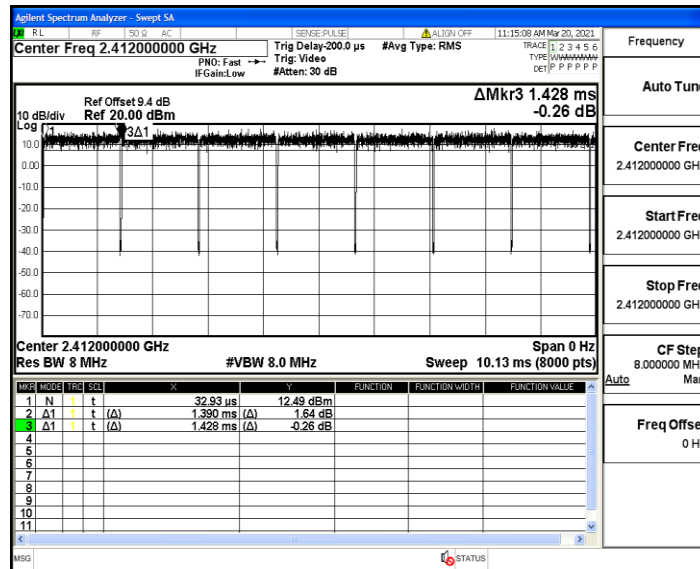 Agilent Spectrum Analyzer - Swept SA
RL RF 50 Ω AC SENSE:PULSE ALIGN OFF 11:15:08 AM Mar 20, 2021
Center Freq 2.412000000 GHz
PNO: Fast
IFGain:Low
Trig Delay-200.0 µs
Trig: Video
#Atten: 30 dB
#Avg Type: RMS
TRACE 1 2 3 4 5 6
TYPE WWWWWW
DET P P P P P P
Frequency
Auto Tun
Center Fre
2.412000000 GH
Start Fre
2.412000000 GH
Stop Fre
2.412000000 GH
CF Ste
8.000000 MH
Auto Ma
Freq Offse
0 H
ΔMkr3 1.428 ms
-0.26 dB
Ref Offset 9.4 dB
10 dB/div Ref 20.00 dBm
Log
1 3Δ1
10.0
0.00
-10.0
-20.0
-30.0
-40.0
-50.0
-60.0
-70.0
Center 2.412000000 GHz Span 0 Hz
Res BW 8 MHz #VBW 8.0 MHz Sweep 10.13 ms (8000 pts)
MKR MODE TRC SCL X Y FUNCTION FUNCTION WIDTH FUNCTION VALUE
1 N 1 t 32.93 µs 12.49 dBm
2 Δ1 1 t (Δ) 1.390 ms (Δ) 1.64 dB
3 Δ1 1 t (Δ) 1.428 ms (Δ) -0.26 dB
4
5
6
7
8
9
10
11
MSG STATUS